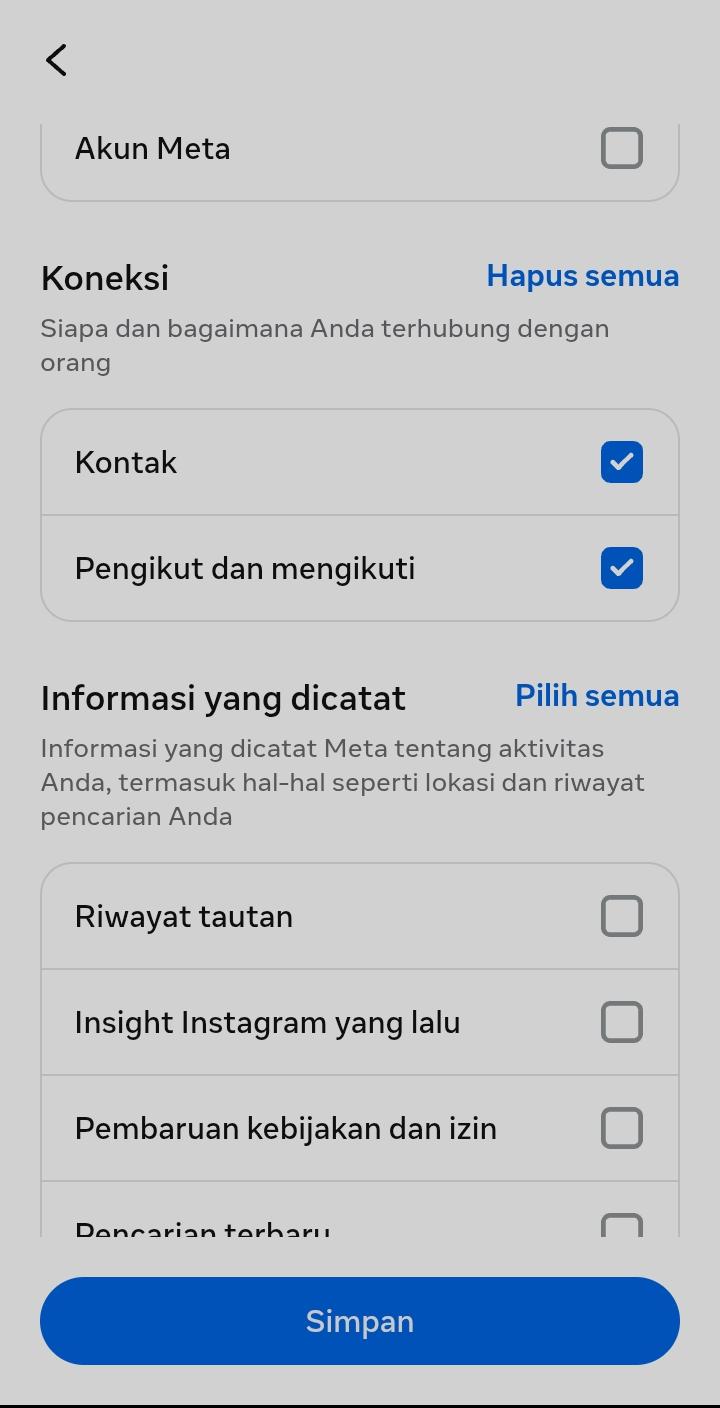 Akun Meta
Koneksi
Hapus semua
Siapa dan bagaimana Anda terhubung dengan
orang
Kontak
Pengikut dan mengikuti
Informasi yang dicatat
Pilih semua
Informasi yang dicatat Meta tentang aktivitas
Anda, termasuk hal-hal seperti lokasi dan riwayat
pencarian Anda
Riwayat tautan
Insight Instagram yang lalu
Pembaruan kebijakan dan izin
Pencarian terbaru
Simpan